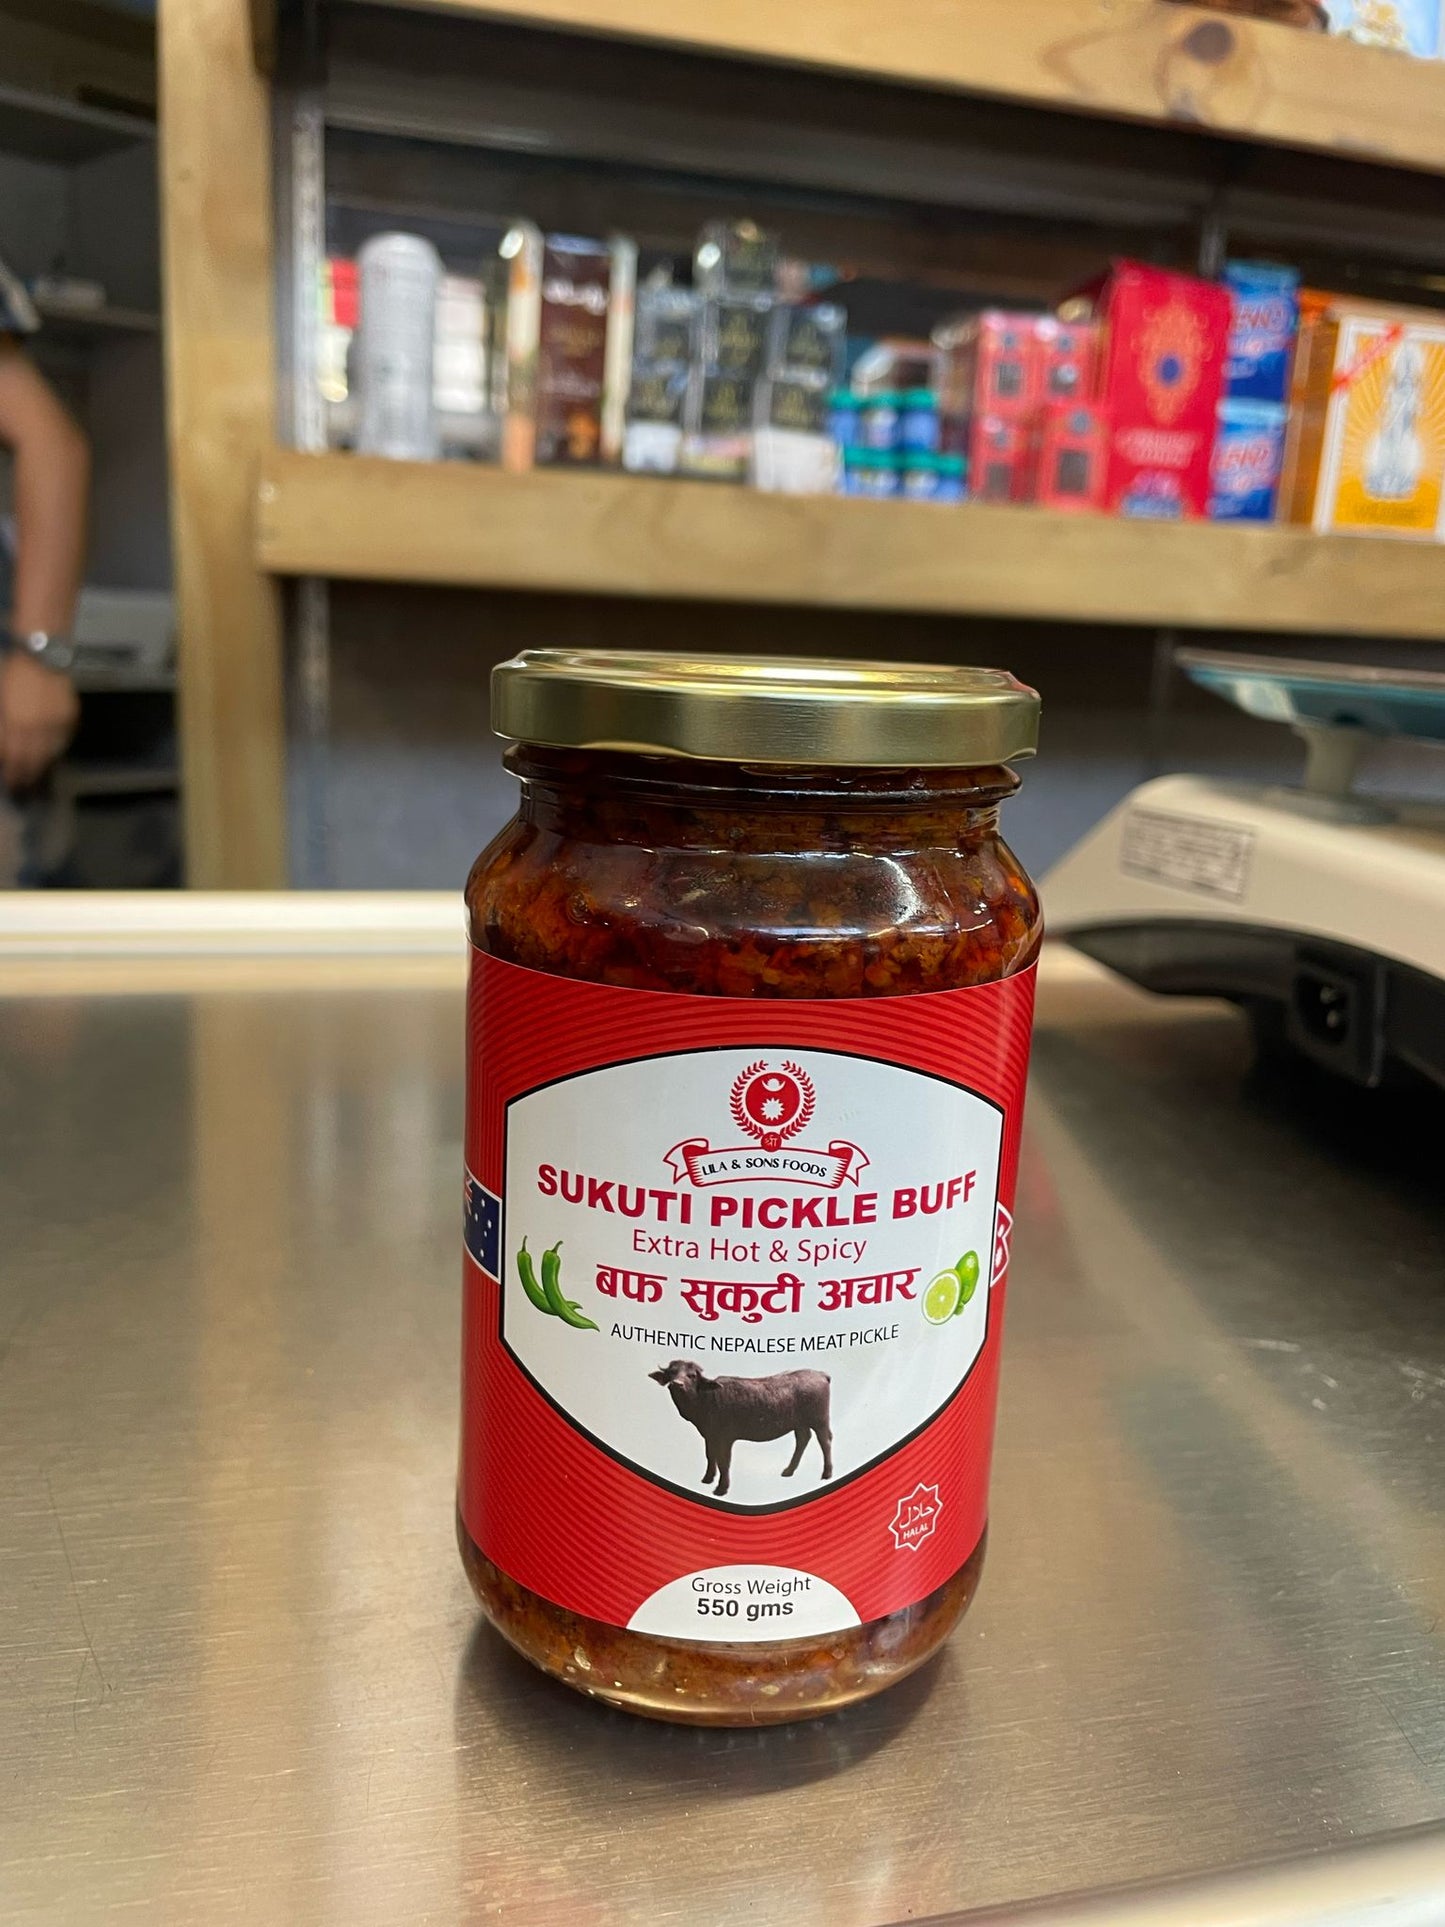 श्री
LILA & SONS FOODS
SUKUTI PICKLE BUFF
Extra Hot & Spicy
बफ सुकुटी अचार
AUTHENTIC NEPALESE MEAT PICKLE
حلال
HALAL
Gross Weight
550 gms